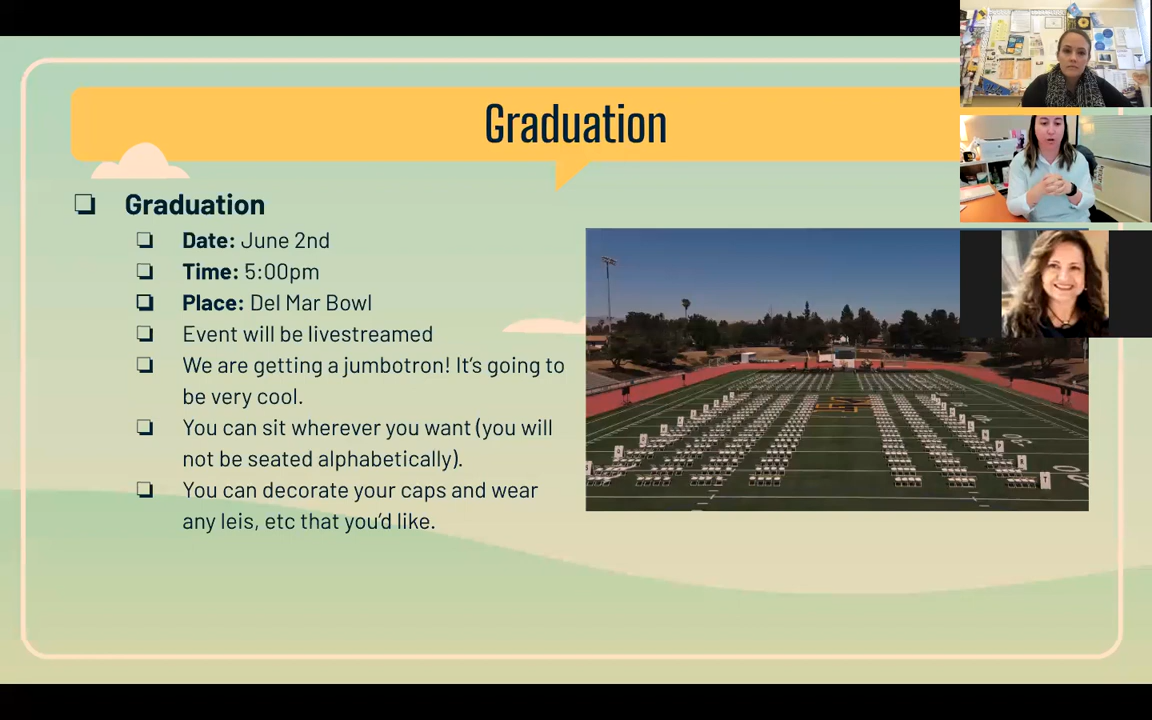 Graduation
Graduation
Date: June 2nd
Time: 5:00pm
Place: Del Mar Bowl
Event will be livestreamed
We are getting a jumbotron! It's going to
be very cool.
You can sit wherever you want (you will
not be seated alphabetically).
You can decorate your caps and wear
any leis, etc that you'd like.